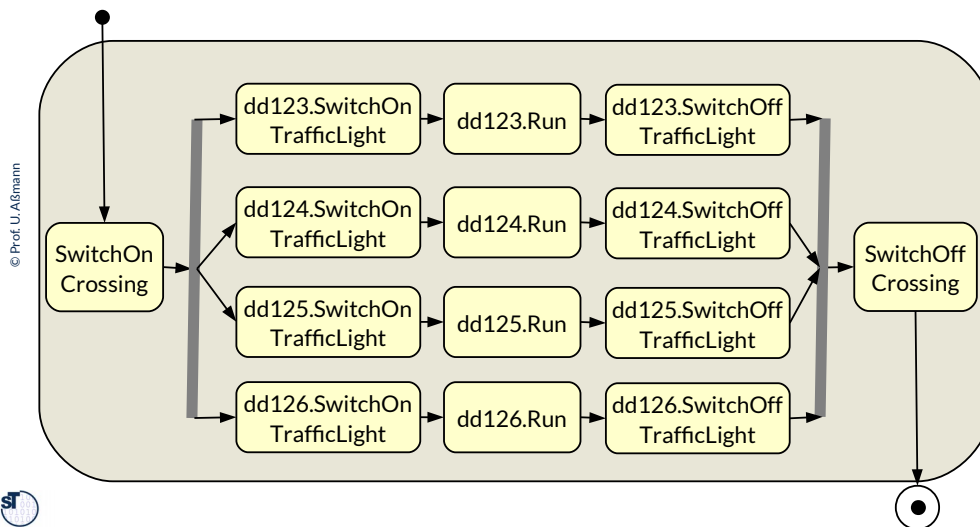 dd123.SwitchOn
TrafficLight
dd123.Run
dd123.SwitchOff
TrafficLight
dd124.SwitchOn
TrafficLight
dd124.Run
dd124.SwitchOff
TrafficLight
SwitchOn
Crossing
SwitchOff
Crossing
dd125.SwitchOn
TrafficLight
dd125.Run
dd125.SwitchOff
TrafficLight
dd126.SwitchOn
TrafficLight
dd126.Run
dd126.SwitchOff
TrafficLight
© Prof. U. Aßmann
ST